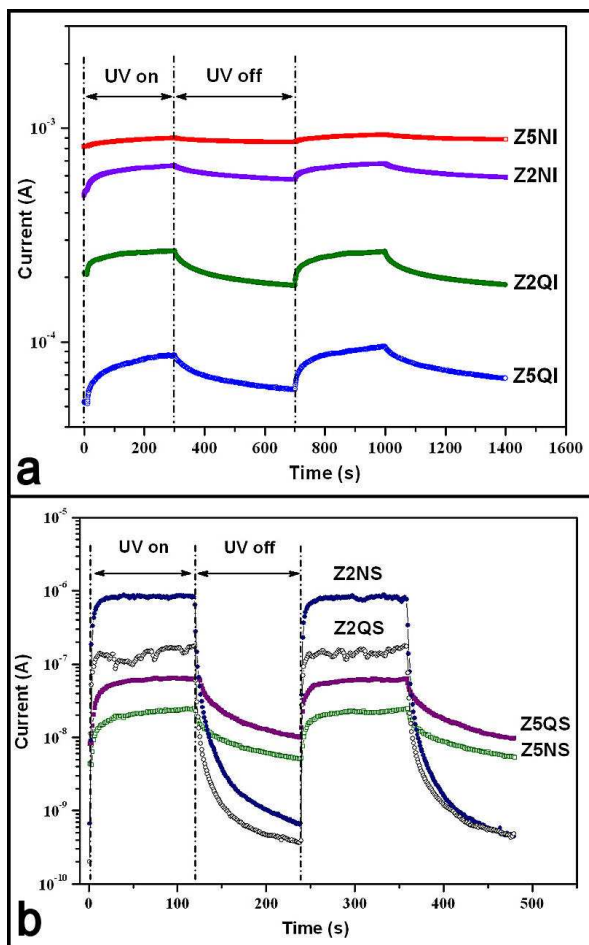 UV on
UV off
10^-3
10^-4
Current (A)
Z5NI
Z2NI
Z2QI
Z5QI
0 200 400 600 800 1000 1200 1400 1600
Time (s)
a
10^-5
10^-6
10^-7
10^-8
10^-9
10^-10
Current (A)
UV on
UV off
Z2NS
Z2QS
Z5QS
Z5NS
0 100 200 300 400 500
Time (s)
b